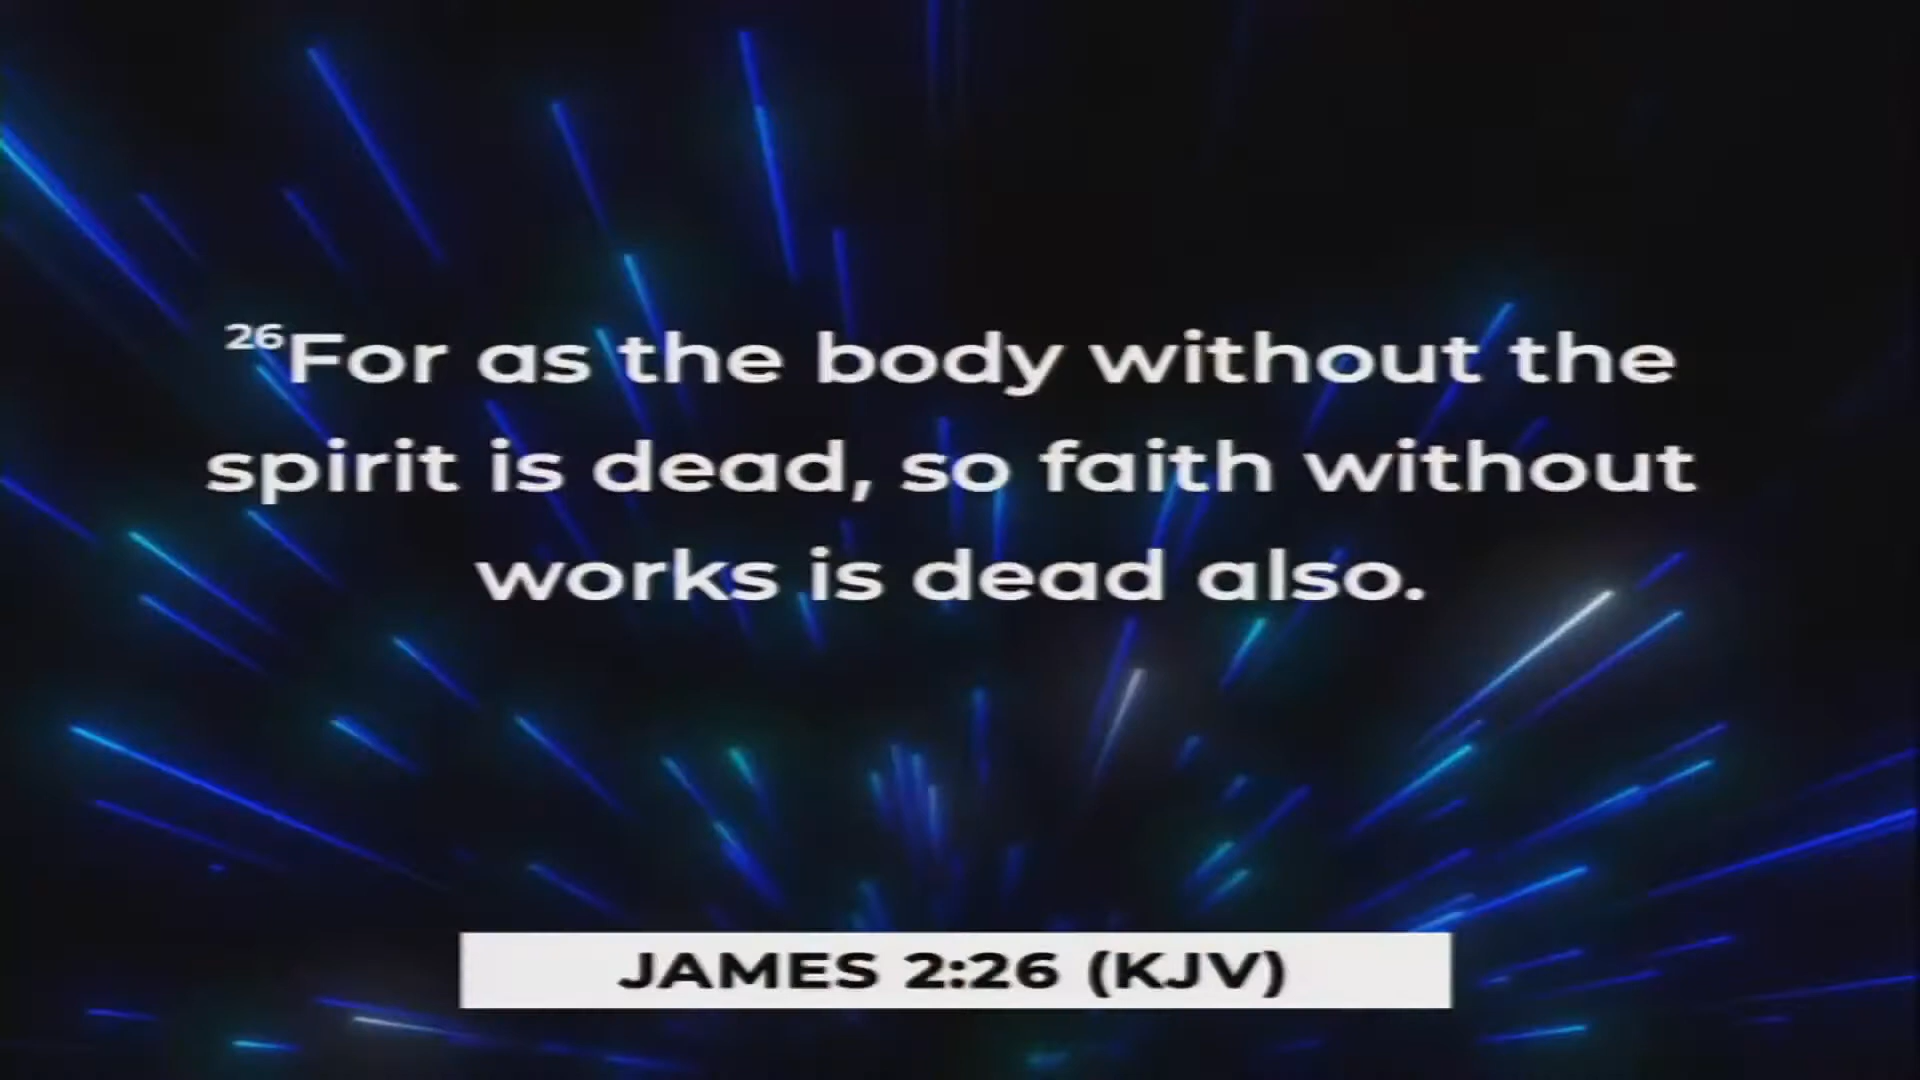 26For as the body without the
spirit is dead, so faith without
works is dead also.
JAMES 2:26 (KJV)